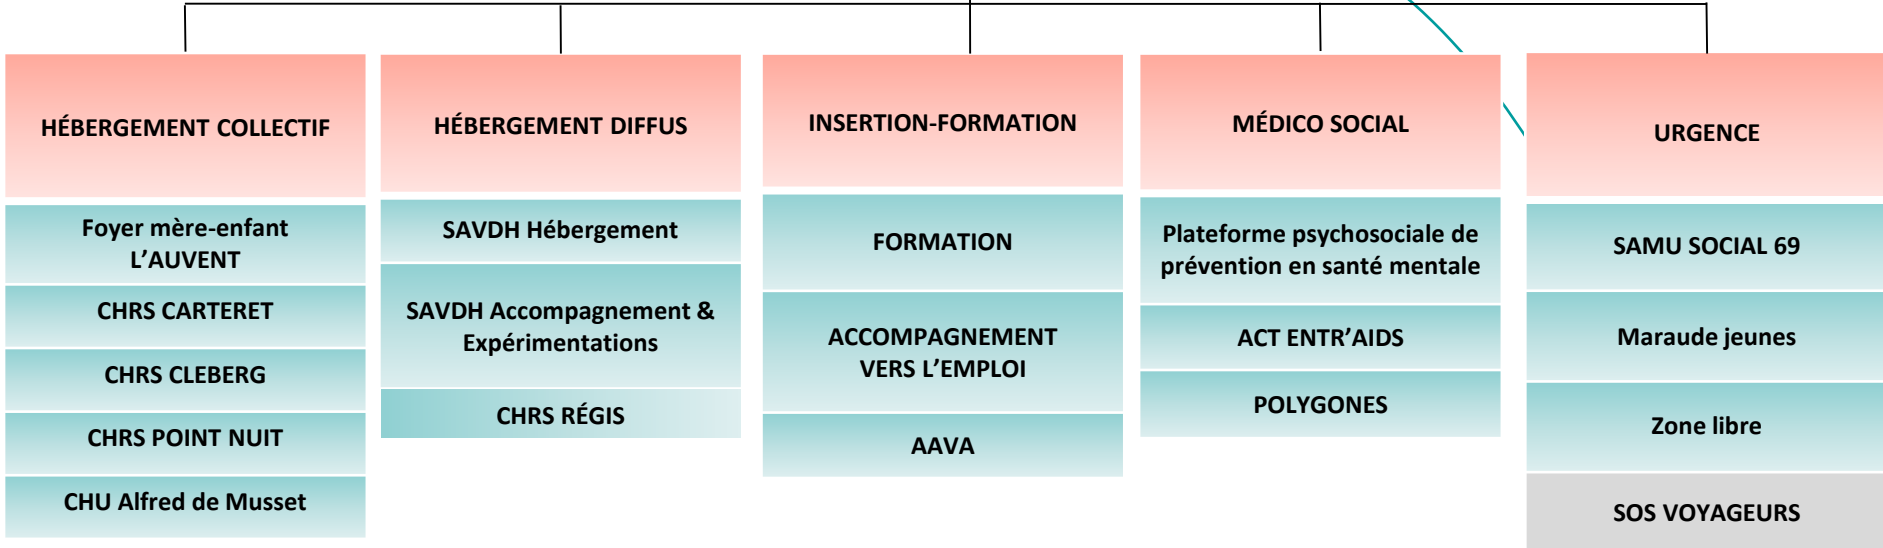 HÉBERGEMENT COLLECTIF
Foyer mère-enfant
L'AUVENT
CHRS CARTERET
CHRS CLEBERG
CHRS POINT NUIT
CHU Alfred de Musset
HÉBERGEMENT DIFFUS
SAVDH Hébergement
SAVDH Accompagnement &
Expérimentations
CHRS RÉGIS
INSERTION-FORMATION
FORMATION
ACCOMPAGNEMENT
VERS L'EMPLOI
AAVA
MÉDICO SOCIAL
Plateforme psychosociale de
prévention en santé mentale
ACT ENTR'AIDS
POLYGONES
URGENCE
SAMU SOCIAL 69
Maraude jeunes
Zone libre
SOS VOYAGEURS